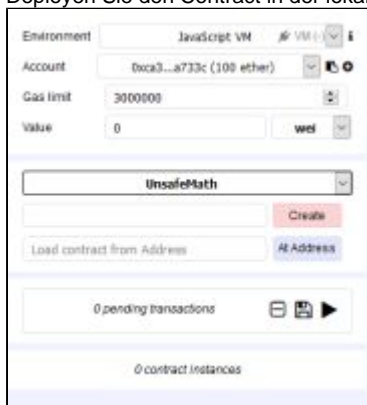 Deployen Sie den Contract in der lokal
Environment JavaScript VM VM (-) i
Account 0xca3...a733c (100 ether)
Gas limit 3000000
Value 0 wei
UnsafeMath
Create
Load contract from Address At Address
0 pending transactions
0 contract instances